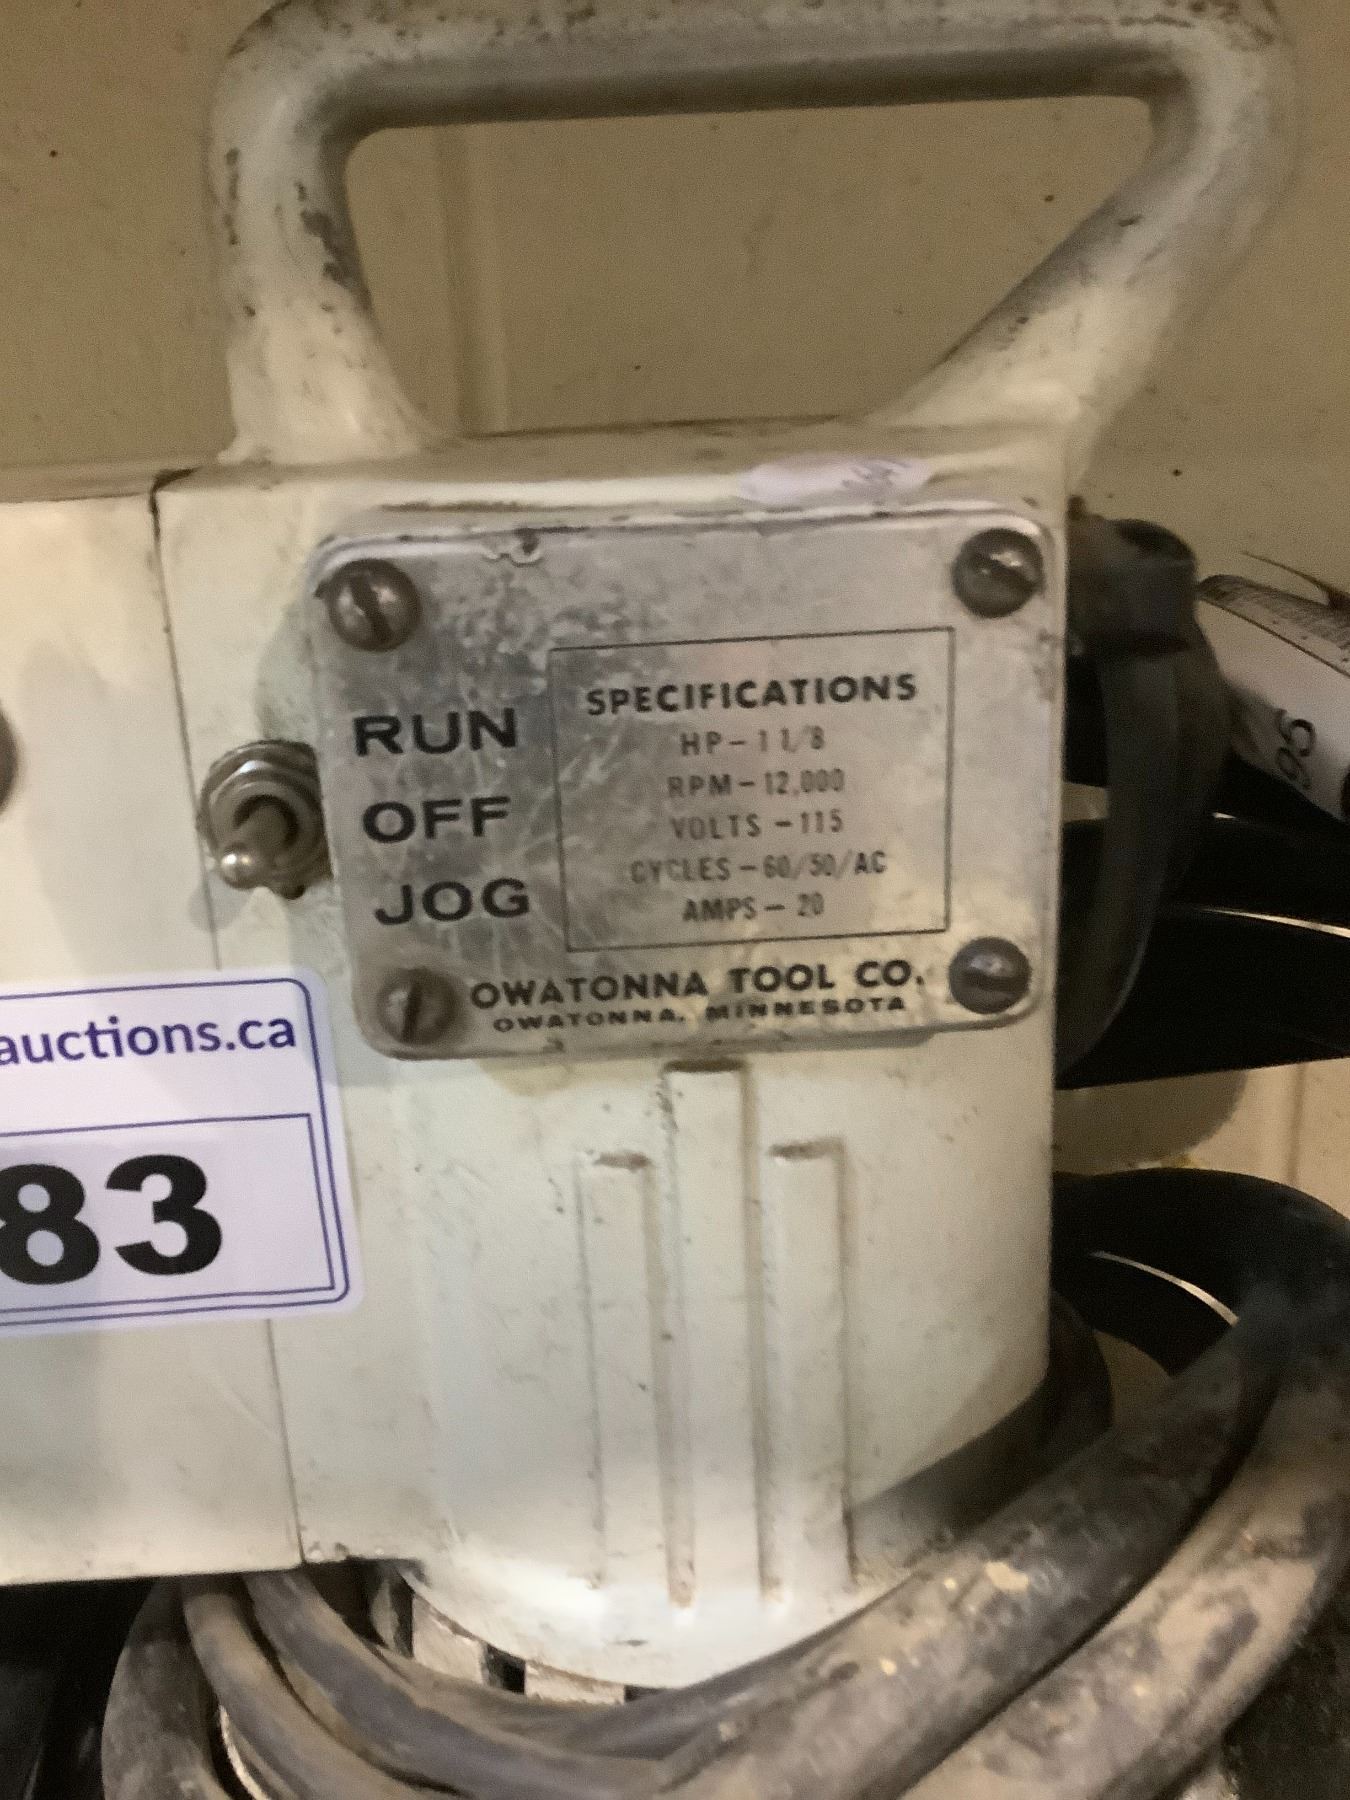 RUN
OFF
JOG
SPECIFICATIONS
HP-1 1/8
RPM-12,000
VOLTS-115
CYCLES-60/50/AC
AMPS-20
OWATONNA TOOL CO.
OWATONNA, MINNESOTA
auctions.ca
83
95